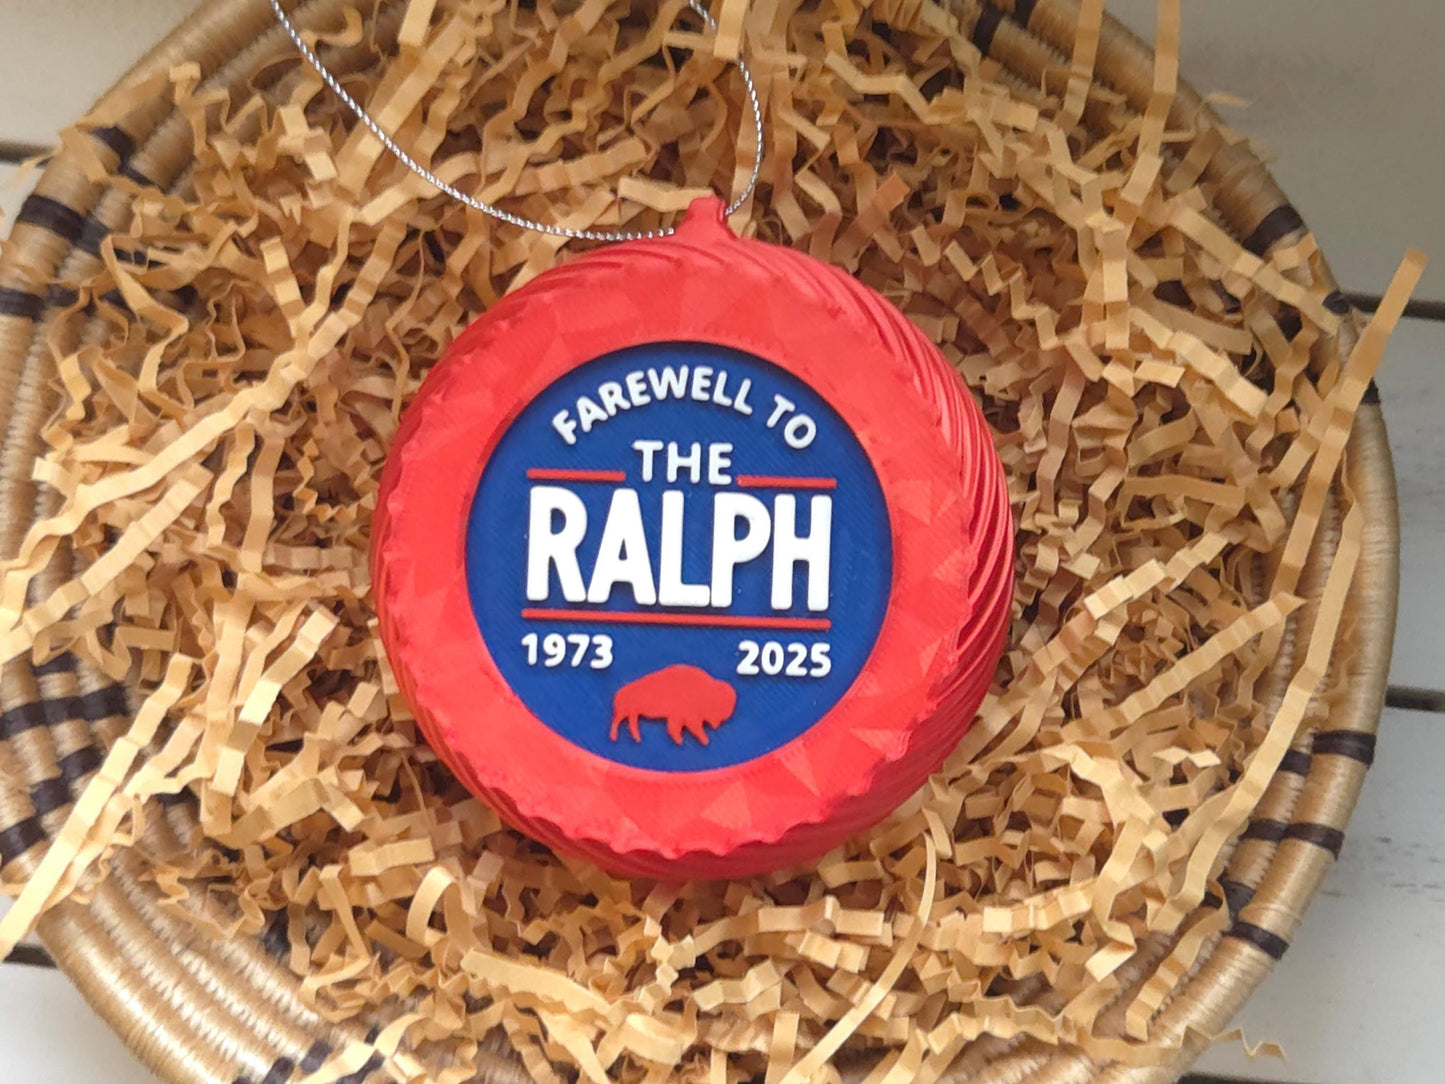 FAREWELL TO
THE
RALPH
1973 2025